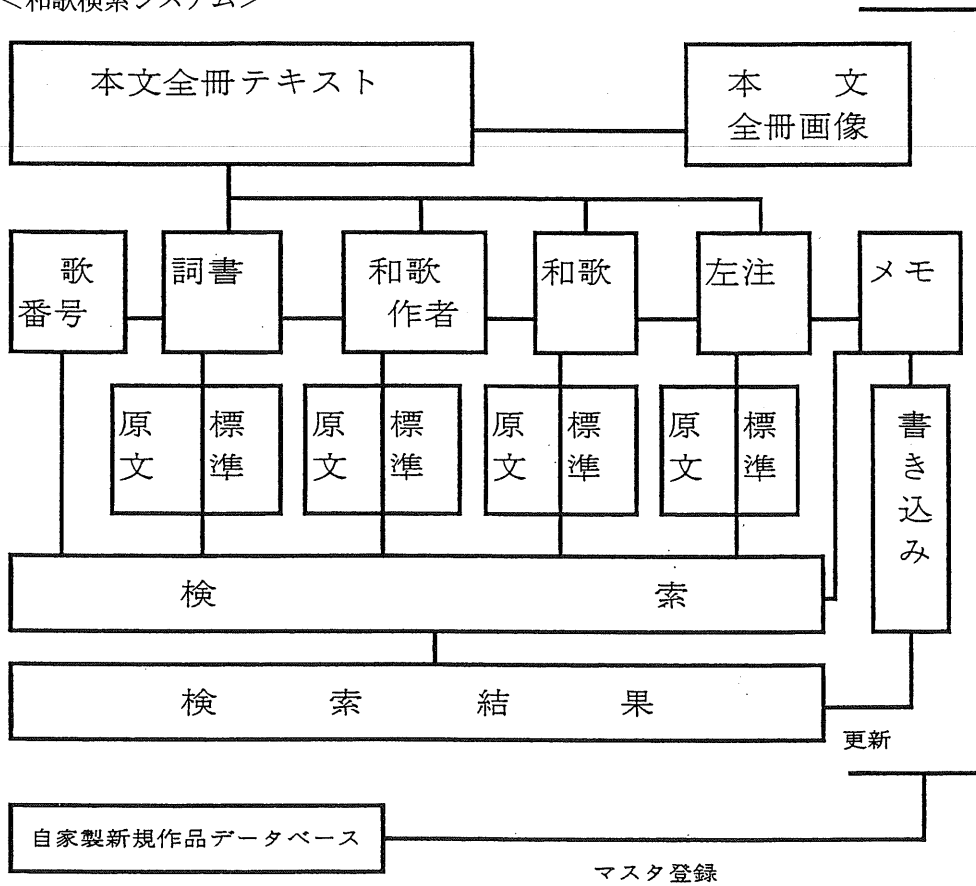 <和歌検索システム>
本文全冊テキスト
本 文
全冊画像
歌
番号
詞書
和歌
作者
和歌
左注
メモ
原文
標準
原文
標準
原文
標準
原文
標準
書き込み
検 索
検 索 結 果
更新
自家製新規作品データベース
マスタ登録